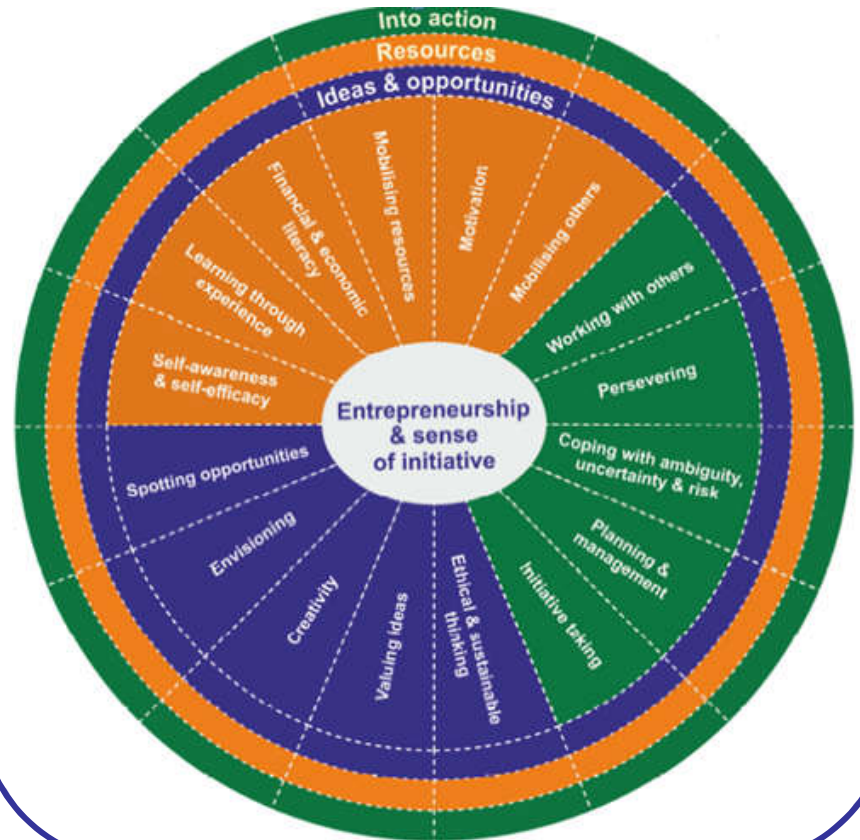 Into action
Resources
Ideas & opportunities
Mobilising resources
Motivation
Mobilising others
Financial & economic
literacy
Learning through
experience
Self-awareness
& self-efficacy
Working with others
Persevering
Coping with ambiguity,
uncertainty & risk
Planning &
management
Initiative taking
Entrepreneurship
& sense
of initiative
Spotting opportunities
Envisioning
Creativity
Valuing ideas
Ethical & sustainable
thinking